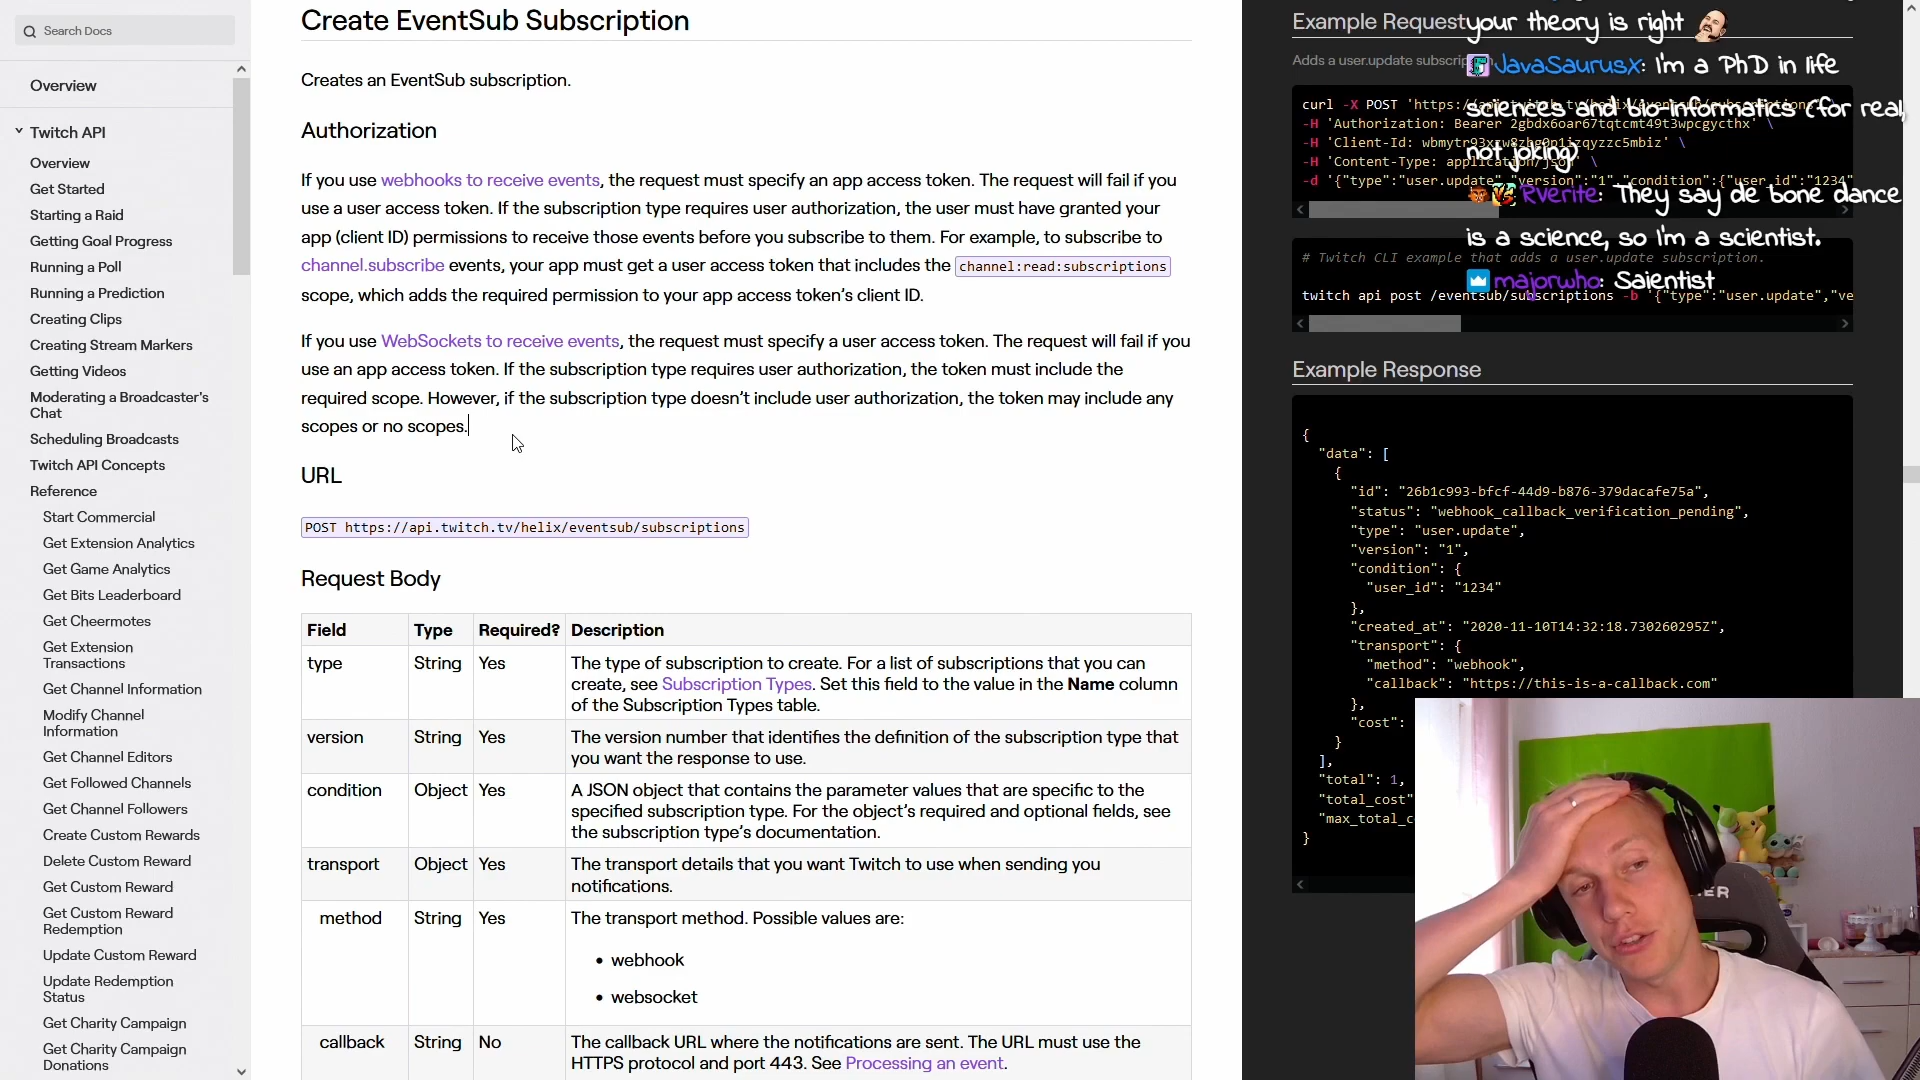 Search Docs
Overview
Twitch API
Overview
Get Started
Starting a Raid
Getting Goal Progress
Running a Poll
Running a Prediction
Creating Clips
Creating Stream Markers
Getting Videos
Moderating a Broadcaster's
Chat
Scheduling Broadcasts
Twitch API Concepts
Reference
Start Commercial
Get Extension Analytics
Get Game Analytics
Get Bits Leaderboard
Get Cheermotes
Get Extension
Transactions
Get Channel Information
Modify Channel
Information
Get Channel Editors
Get Followed Channels
Get Channel Followers
Create Custom Rewards
Delete Custom Reward
Get Custom Reward
Get Custom Reward
Redemption
Update Custom Reward
Update Redemption
Status
Get Charity Campaign
Get Charity Campaign
Donations
Create EventSub Subscription
Creates an EventSub subscription.
Authorization
If you use webhooks to receive events, the request must specify an app access token. The request will fail if you
use a user access token. If the subscription type requires user authorization, the user must have granted your
app (client ID) permissions to receive those events before you subscribe to them. For example, to subscribe to
channel.subscribe events, your app must get a user access token that includes the channel:read:subscriptions
scope, which adds the required permission to your app access token's client ID.
If you use WebSockets to receive events, the request must specify a user access token. The request will fail if you
use an app access token. If the subscription type requires user authorization, the token must include the
required scope. However, if the subscription type doesn't include user authorization, the token may include any
scopes or no scopes.
URL
POST https://api.twitch.tv/helix/eventsub/subscriptions
Request Body
Field Type Required? Description
type String Yes The type of subscription to create. For a list of subscriptions that you can
create, see Subscription Types. Set this field to the value in the Name column
of the Subscription Types table.
version String Yes The version number that identifies the definition of the subscription type that
you want the response to use.
condition Object Yes A JSON object that contains the parameter values that are specific to the
specified subscription type. For the object's required and optional fields, see
the subscription type's documentation.
transport Object Yes The transport details that you want Twitch to use when sending you
notifications.
method String Yes The transport method. Possible values are:
• webhook
• websocket
callback String No The callback URL where the notifications are sent. The URL must use the
HTTPS protocol and port 443. See Processing an event.
Example Request
Adds a user.update
curl -X POST 'https://api.twitch.tv/helix/eventsub/subscriptions' \
-H 'Authorization: Bearer 2gbdx6oar67tqtcmt49t3wpcgycthx' \
-H 'Client-Id: \
-H 'Content-Type: application/json' \
-d '{"type":"user.update","version":"1","condition":{"user_id":"1234"
# Twitch CLI example that adds a user.update subscription.
twitch api post /eventsub/subscriptions -b '{"type":"user.update","ve
your theory is right
JavaSaurusX: I'm a PhD in life
sciences and bio-informatics (for real,
not joking)
Rverite: They say de bone dance
is a science, so I'm a scientist.
majorwho: Saientist
Example Response
{
"data": [
{
"id": "26b1c993-bfcf-44d9-b876-379dacafe75a",
"status": "webhook_callback_verification_pending",
"type": "user.update",
"version": "1",
"condition": {
"user_id": "1234"
},
"created_at": "2020-11-10T14:32:18.730260295Z",
"transport": {
"method": "webhook",
"callback": "https://this-is-a-callback.com"
},
"cost":
}
],
"total": 1,
"total_cost"
"max_total_c
}